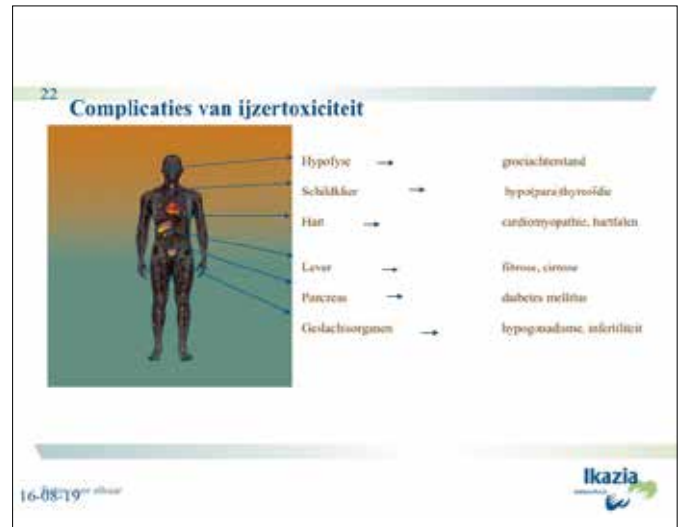 22
Complicaties van ijzertoxiciteit
Hypofyse → groeiachterstand
Schildklier → hypo(para)thyreoïdie
Hart → cardiomyopathie, hartfalen
Lever → fibrose, cirrose
Pancreas → diabetes mellitus
Geslachtsorganen → hypogonadisme, infertiliteit
16-08-19
Ikazia